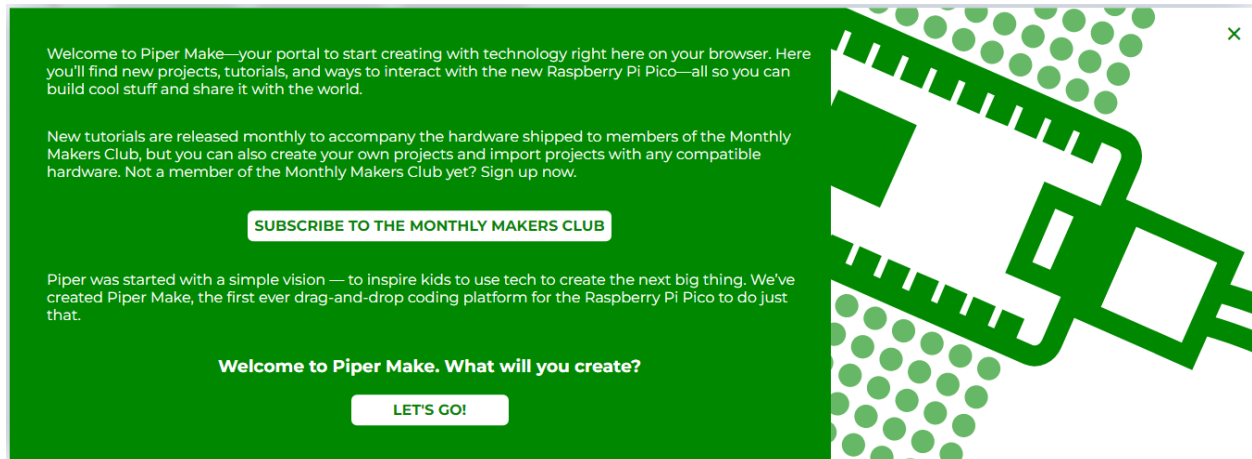 Welcome to Piper Make—your portal to start creating with technology right here on your browser. Here
you’ll find new projects, tutorials, and ways to interact with the new Raspberry Pi Pico—all so you can
build cool stuff and share it with the world.
New tutorials are released monthly to accompany the hardware shipped to members of the Monthly
Makers Club, but you can also create your own projects and import projects with any compatible
hardware. Not a member of the Monthly Makers Club yet? Sign up now.
SUBSCRIBE TO THE MONTHLY MAKERS CLUB
Piper was started with a simple vision — to inspire kids to use tech to create the next big thing. We’ve
created Piper Make, the first ever drag-and-drop coding platform for the Raspberry Pi Pico to do just
that.
Welcome to Piper Make. What will you create?
LET'S GO!